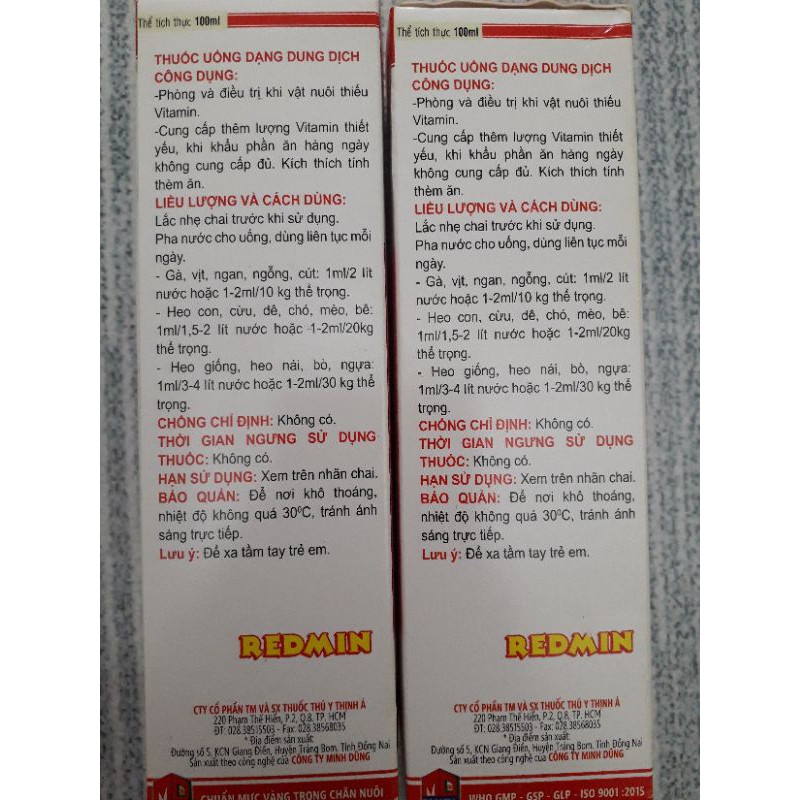 Thể tích thực 100ml
THUỐC UỐNG DẠNG DUNG DỊCH
CÔNG DỤNG:
-Phòng và điều trị khi vật nuôi thiếu
Vitamin.
-Cung cấp thêm lượng Vitamin thiết
yếu, khi khẩu phần ăn hàng ngày
không cung cấp đủ. Kích thích tính
thèm ăn.
LIỀU LƯỢNG VÀ CÁCH DÙNG:
Lắc nhẹ chai trước khi sử dụng.
Pha nước cho uống, dùng liên tục mỗi
ngày.
- Gà, vịt, ngan, ngỗng, cút: 1ml/2 lít
nước hoặc 1-2ml/10 kg thể trọng.
- Heo con, cừu, dê, chó, mèo, bê:
1ml/1,5-2 lít nước hoặc 1-2ml/20kg
thể trọng.
- Heo giống, heo nái, bò, ngựa:
1ml/3-4 lít nước hoặc 1-2ml/30 kg thể
trọng.
CHỐNG CHỈ ĐỊNH: Không có.
THỜI GIAN NGƯNG SỬ DỤNG
THUỐC: Không có.
HẠN SỬ DỤNG: Xem trên nhãn chai.
BẢO QUẢN: Để nơi khô thoáng,
nhiệt độ không quá 30ºC, tránh ánh
sáng trực tiếp.
Lưu ý: Để xa tầm tay trẻ em.
REDMIN
CTY CỔ PHẦN TM VÀ SX THUỐC THÚ Y THỊNH Á
220 Phạm Thế Hiển, P.2, Q.8, TP. HCM
ĐT: 028.38515503 - Fax: 028.38568035
* Địa điểm sản xuất:
Đường số 5, KCN Giang Điền, Huyện Trảng Bom, Tỉnh Đồng Nai
Sản xuất theo công nghệ của CÔNG TY MINH DŨNG
CHUẨN MỰC VÀNG TRONG CHĂN NUÔI
Thể tích thực 100ml
THUỐC UỐNG DẠNG DUNG DỊCH
CÔNG DỤNG:
-Phòng và điều trị khi vật nuôi thiếu
Vitamin.
-Cung cấp thêm lượng Vitamin thiết
yếu, khi khẩu phần ăn hàng ngày
không cung cấp đủ. Kích thích tính
thèm ăn.
LIỀU LƯỢNG VÀ CÁCH DÙNG:
Lắc nhẹ chai trước khi sử dụng.
Pha nước cho uống, dùng liên tục mỗi
ngày.
- Gà, vịt, ngan, ngỗng, cút: 1ml/2 lít
nước hoặc 1-2ml/10 kg thể trọng.
- Heo con, cừu, dê, chó, mèo, bê:
1ml/1,5-2 lít nước hoặc 1-2ml/20kg
thể trọng.
- Heo giống, heo nái, bò, ngựa:
1ml/3-4 lít nước hoặc 1-2ml/30 kg thể
trọng.
CHỐNG CHỈ ĐỊNH: Không có.
THỜI GIAN NGƯNG SỬ DỤNG
THUỐC: Không có.
HẠN SỬ DỤNG: Xem trên nhãn chai.
BẢO QUẢN: Để nơi khô thoáng,
nhiệt độ không quá 30ºC, tránh ánh
sáng trực tiếp.
Lưu ý: Để xa tầm tay trẻ em.
REDMIN
CTY CỔ PHẦN TM VÀ SX THUỐC THÚ Y THỊNH Á
220 Phạm Thế Hiển, P.2, Q.8, TP. HCM
ĐT: 028.38515503 - Fax: 028.38568035
* Địa điểm sản xuất:
Đường số 5, KCN Giang Điền, Huyện Trảng Bom, Tỉnh Đồng Nai
Sản xuất theo công nghệ của CÔNG TY MINH DŨNG
WHO GMP - GSP - GLP - ISO 9001:2015